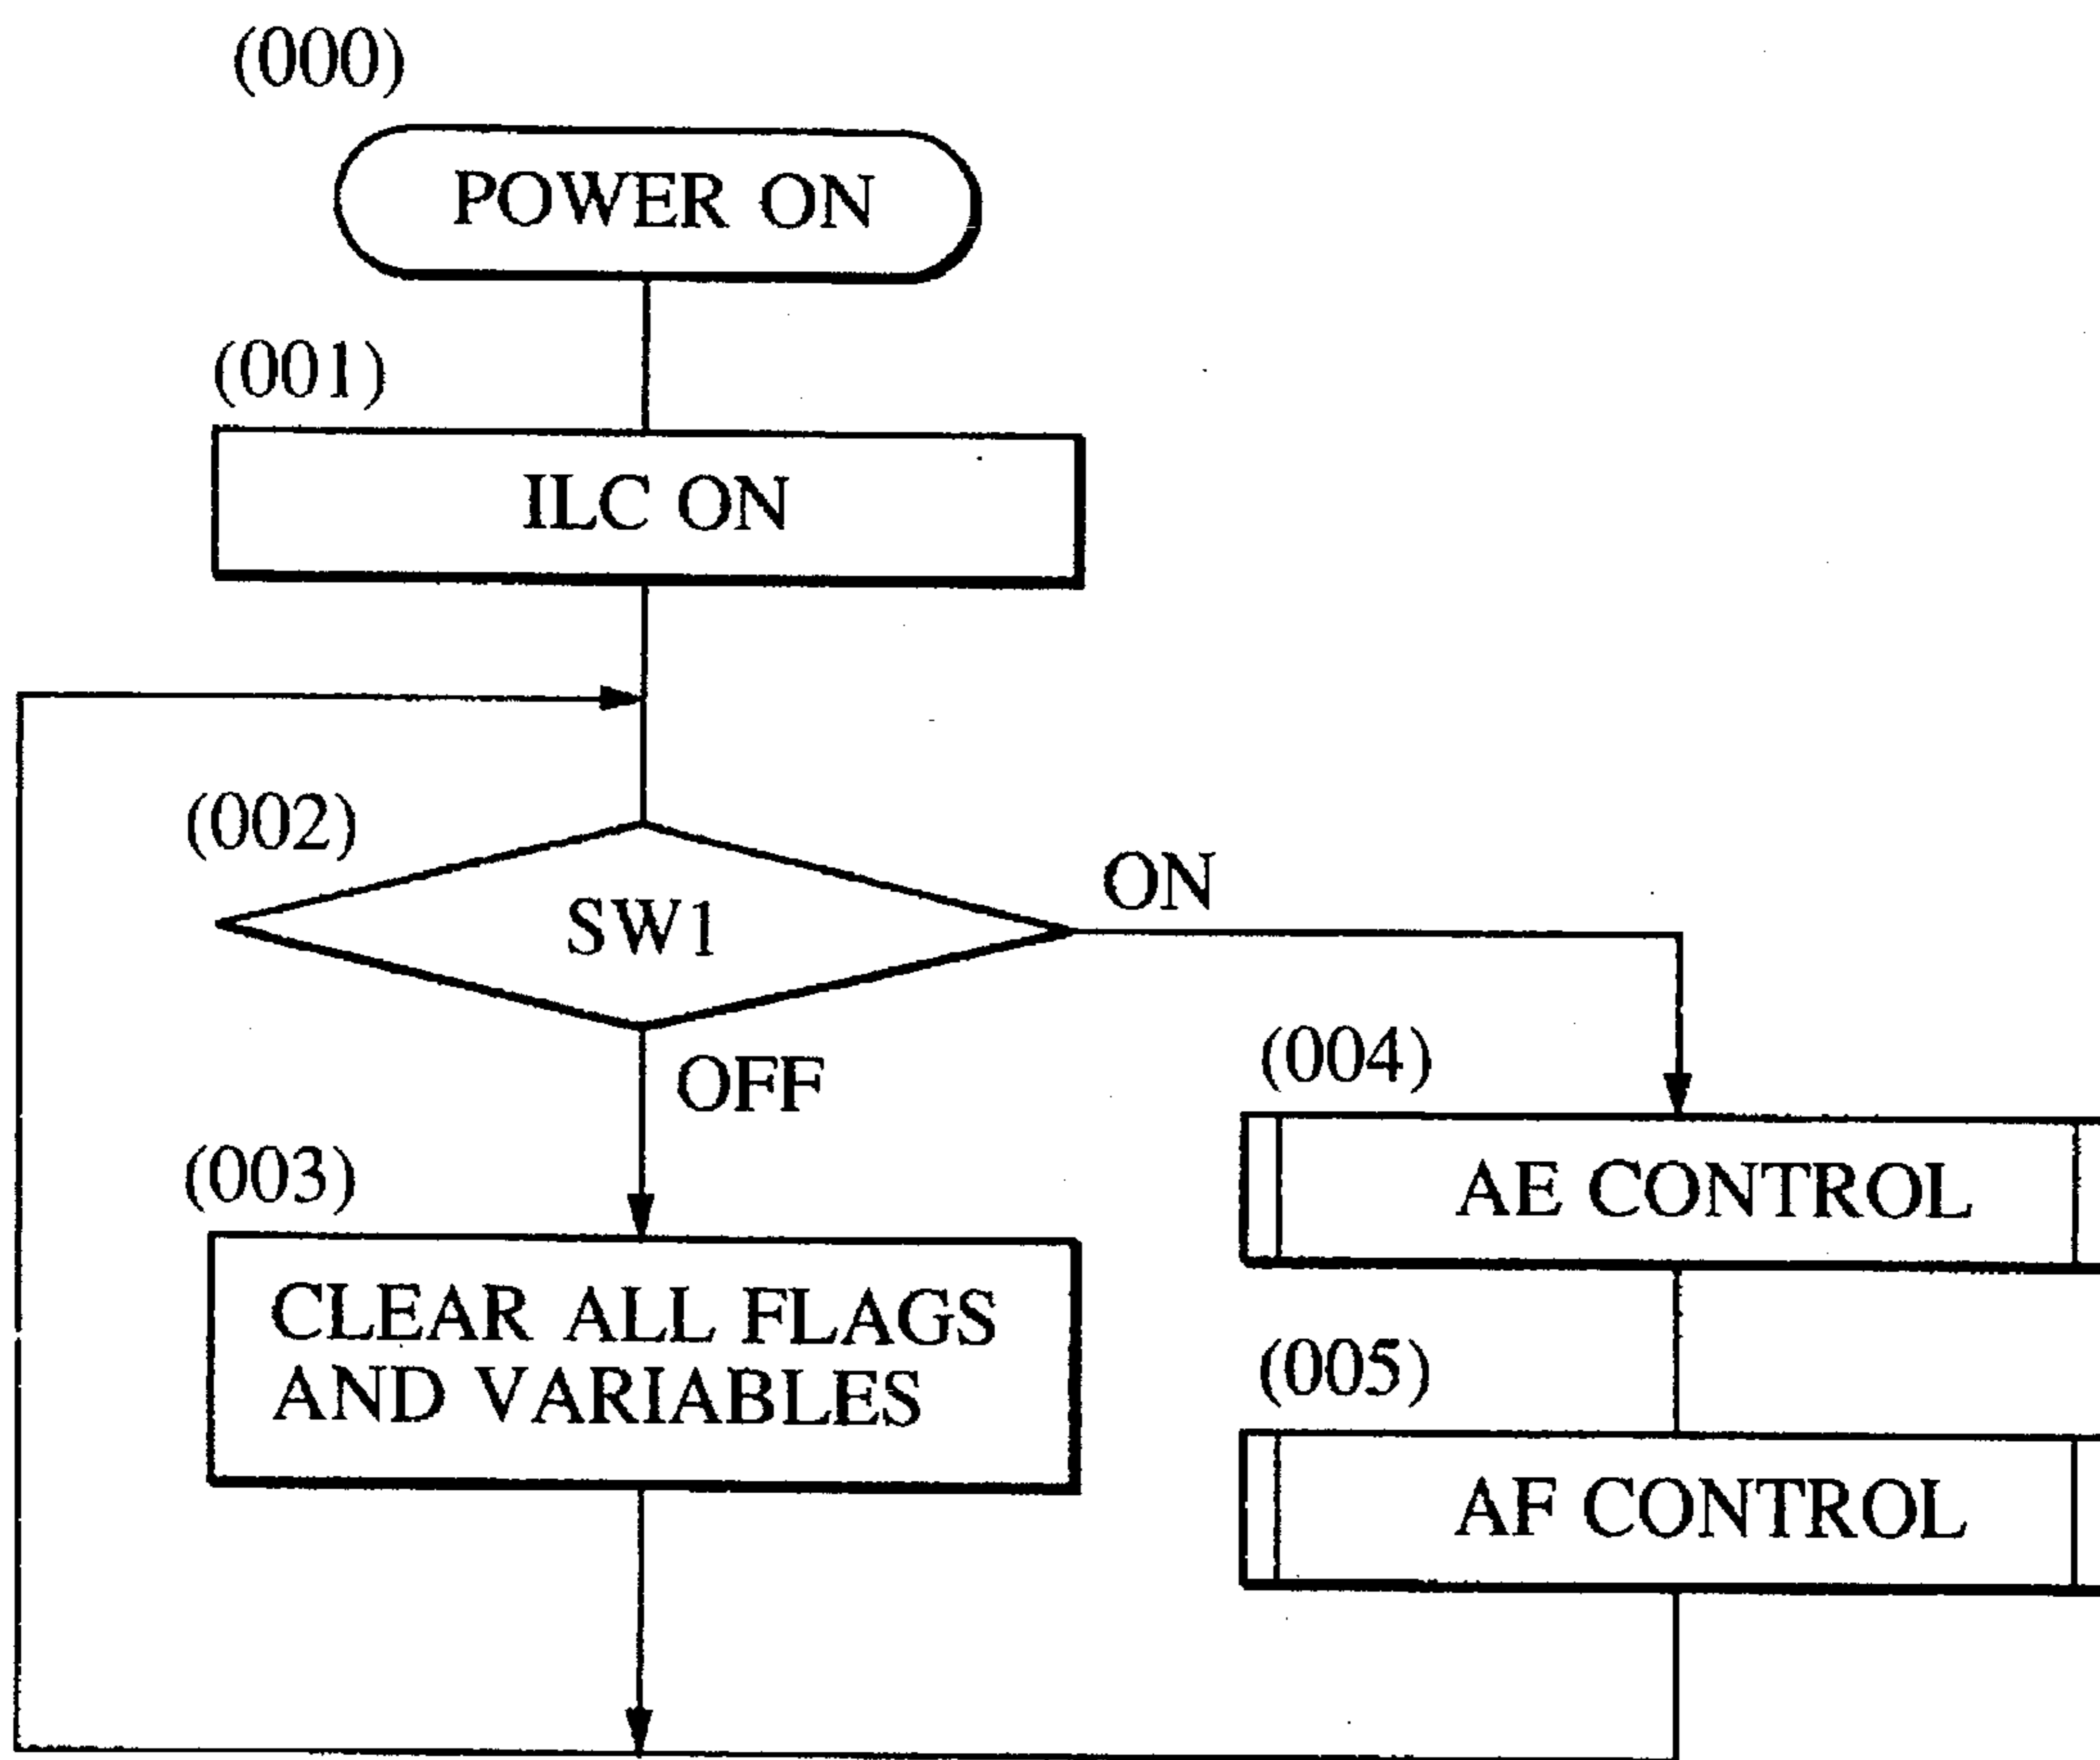 (000)
POWER ON
(001)
ILC ON
(002)
SW1
ON
OFF
(003)
CLEAR ALL FLAGS
AND VARIABLES
(004)
AE CONTROL
(005)
AF CONTROL